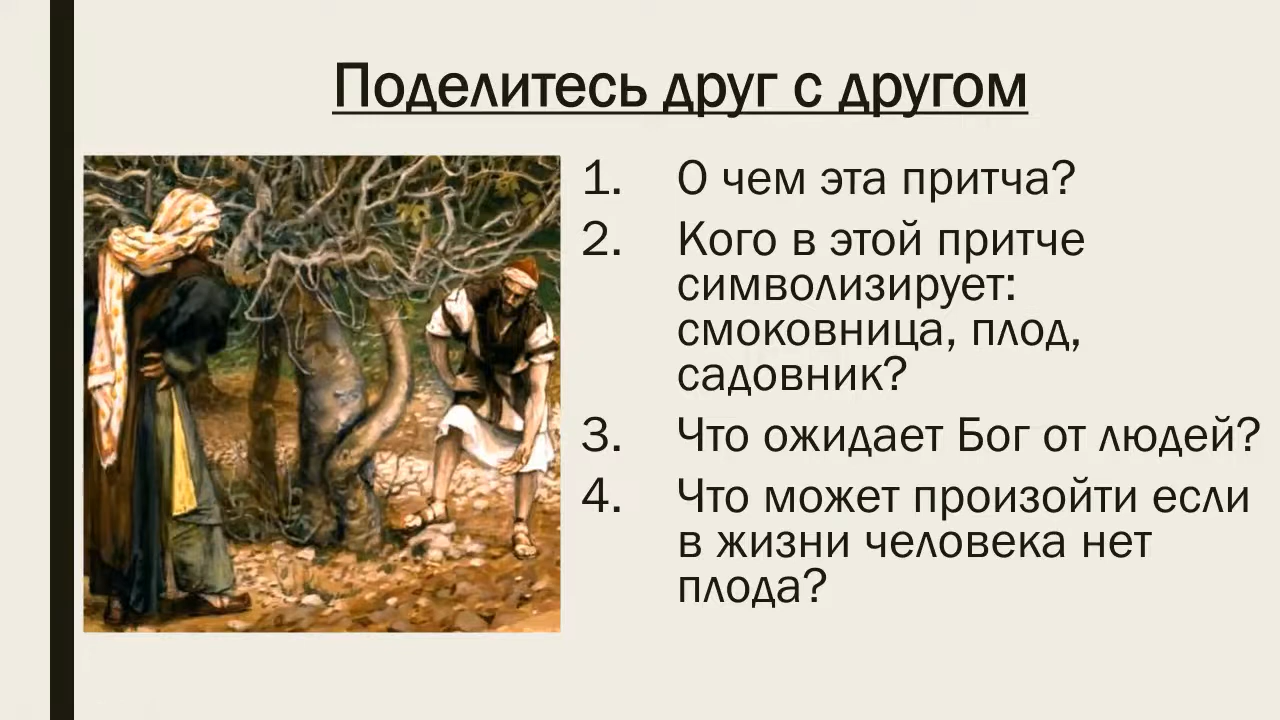 Поделитесь друг с другом
1. О чем эта притча?
2. Кого в этой притче
символизирует:
смоковница, плод,
садовник?
3. Что ожидает Бог от людей?
4. Что может произойти если
в жизни человека нет
плода?